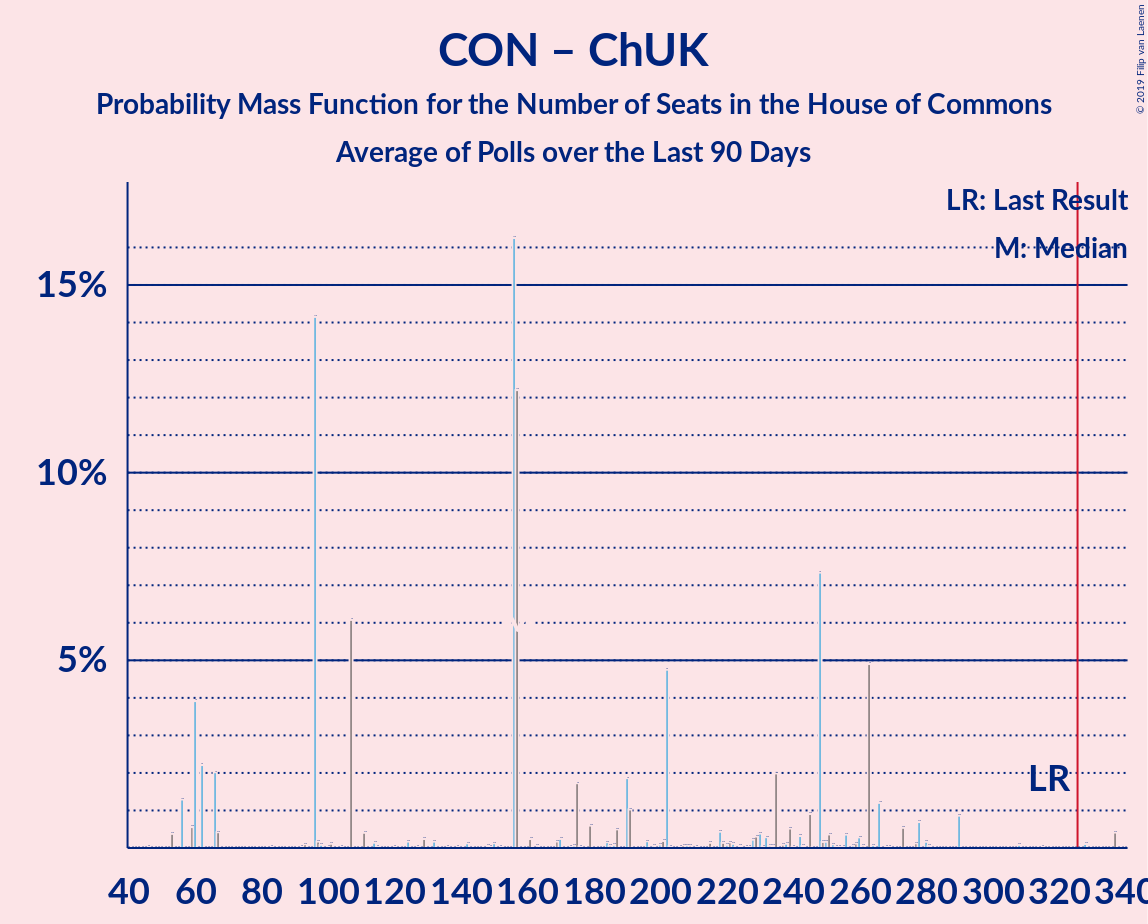 CON – ChUK
Probability Mass Function for the Number of Seats in the House of Commons
Average of Polls over the Last 90 Days
© 2019 Filip van Laenen
LR: Last Result
M: Median
15%
10%
5%
LR
40 60 80 100 120 140 160 180 200 220 240 260 280 300 320 340